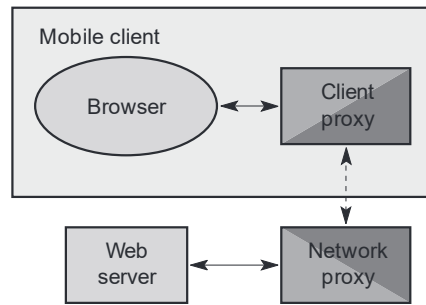 Mobile client
Browser
Client
proxy
Web
server
Network
proxy